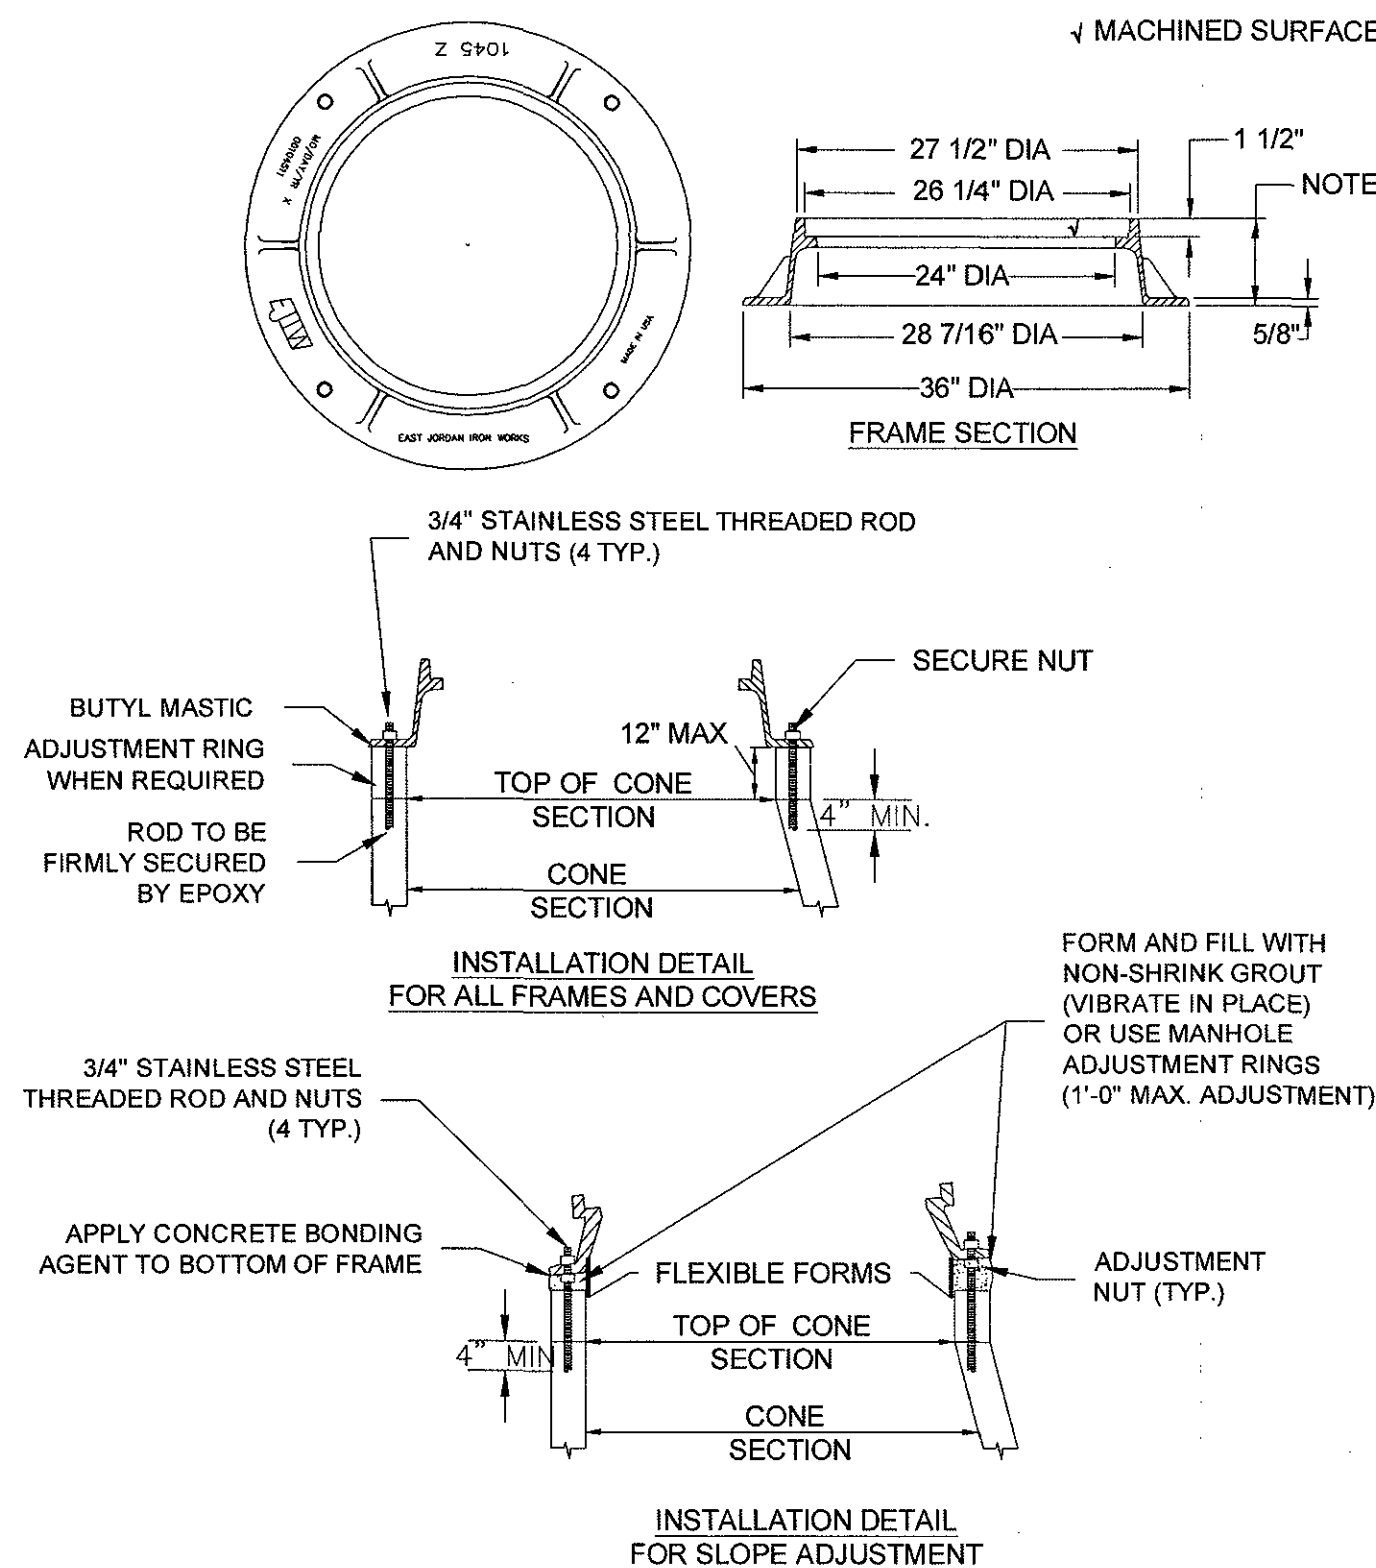 1045 Z
MO/DAY/YR X
00104511
EJIW
MADE IN USA
EAST JORDAN IRON WORKS
√ MACHINED SURFACE
27 1/2" DIA
1 1/2"
26 1/4" DIA
NOTE
√
24" DIA
28 7/16" DIA
5/8"
36" DIA
FRAME SECTION
3/4" STAINLESS STEEL THREADED ROD
AND NUTS (4 TYP.)
SECURE NUT
BUTYL MASTIC
12" MAX
ADJUSTMENT RING
WHEN REQUIRED
TOP OF CONE
SECTION
4" MIN.
ROD TO BE
FIRMLY SECURED
BY EPOXY
CONE
SECTION
INSTALLATION DETAIL
FOR ALL FRAMES AND COVERS
FORM AND FILL WITH
NON-SHRINK GROUT
(VIBRATE IN PLACE)
OR USE MANHOLE
ADJUSTMENT RINGS
(1'-0" MAX. ADJUSTMENT)
3/4" STAINLESS STEEL
THREADED ROD AND NUTS
(4 TYP.)
APPLY CONCRETE BONDING
AGENT TO BOTTOM OF FRAME
FLEXIBLE FORMS
ADJUSTMENT
NUT (TYP.)
TOP OF CONE
SECTION
4" MIN
CONE
SECTION
INSTALLATION DETAIL
FOR SLOPE ADJUSTMENT